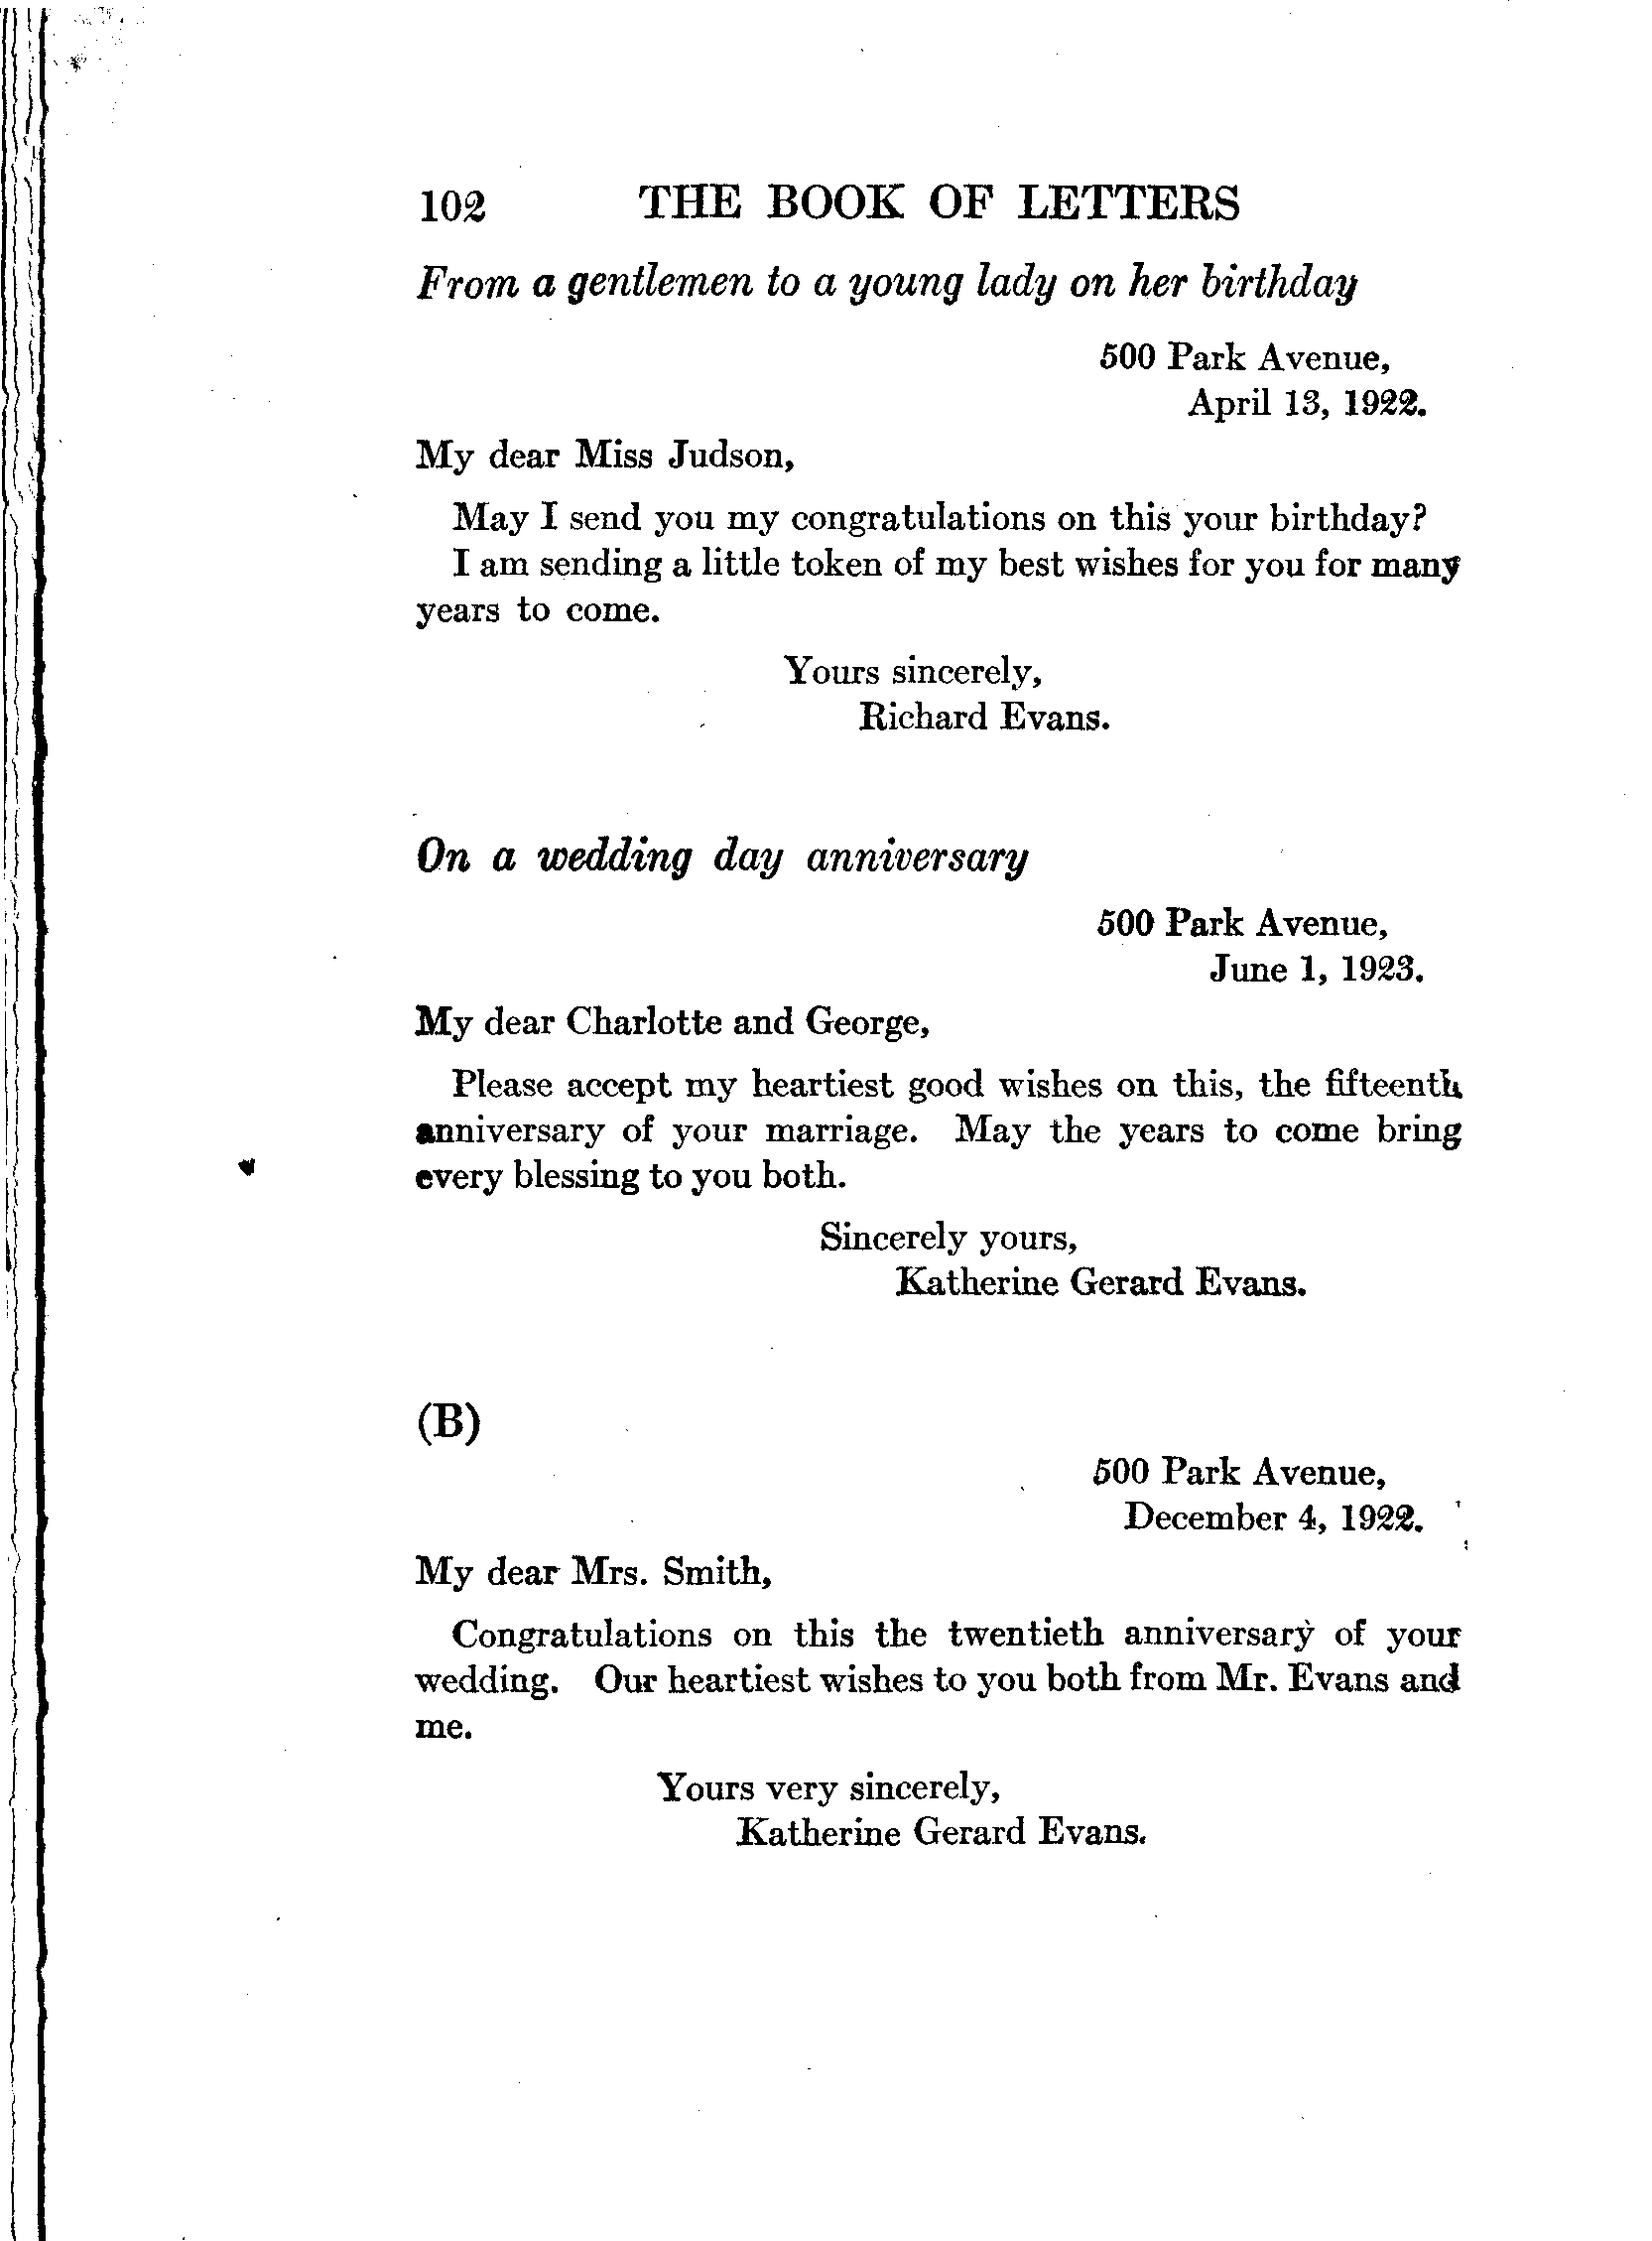 102 THE BOOK OF LETTERS
From a gentlemen to a young lady on her birthday
500 Park Avenue,
April 13, 1922.
My dear Miss Judson,
May I send you my congratulations on this your birthday?
I am sending a little token of my best wishes for you for many
years to come.
Yours sincerely,
Richard Evans.
On a wedding day anniversary
500 Park Avenue,
June 1, 1923.
My dear Charlotte and George,
Please accept my heartiest good wishes on this, the fifteenth
anniversary of your marriage. May the years to come bring
every blessing to you both.
Sincerely yours,
Katherine Gerard Evans.
(B)
500 Park Avenue,
December 4, 1922.
My dear Mrs. Smith,
Congratulations on this the twentieth anniversary of your
wedding. Our heartiest wishes to you both from Mr. Evans and
me.
Yours very sincerely,
Katherine Gerard Evans.